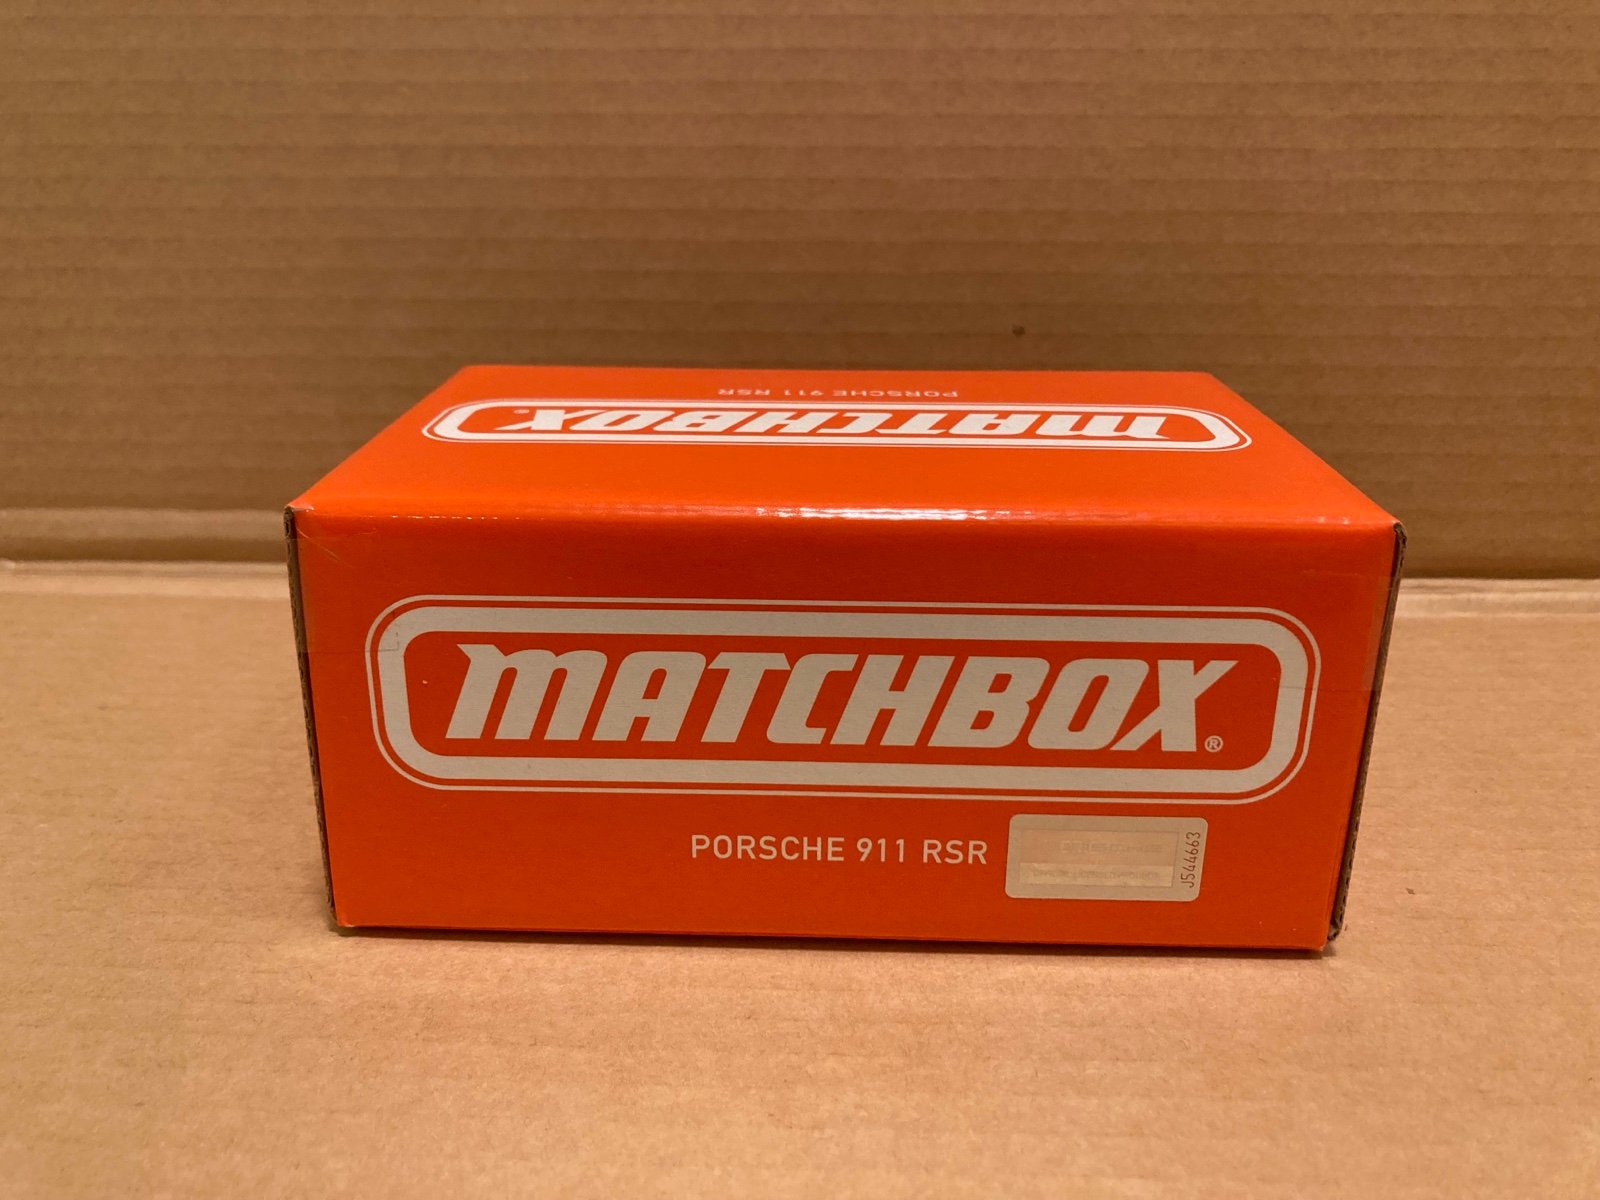 PORSCHE 911 RSR
MATCHBOX®
MATCHBOX®
PORSCHE 911 RSR
J544663